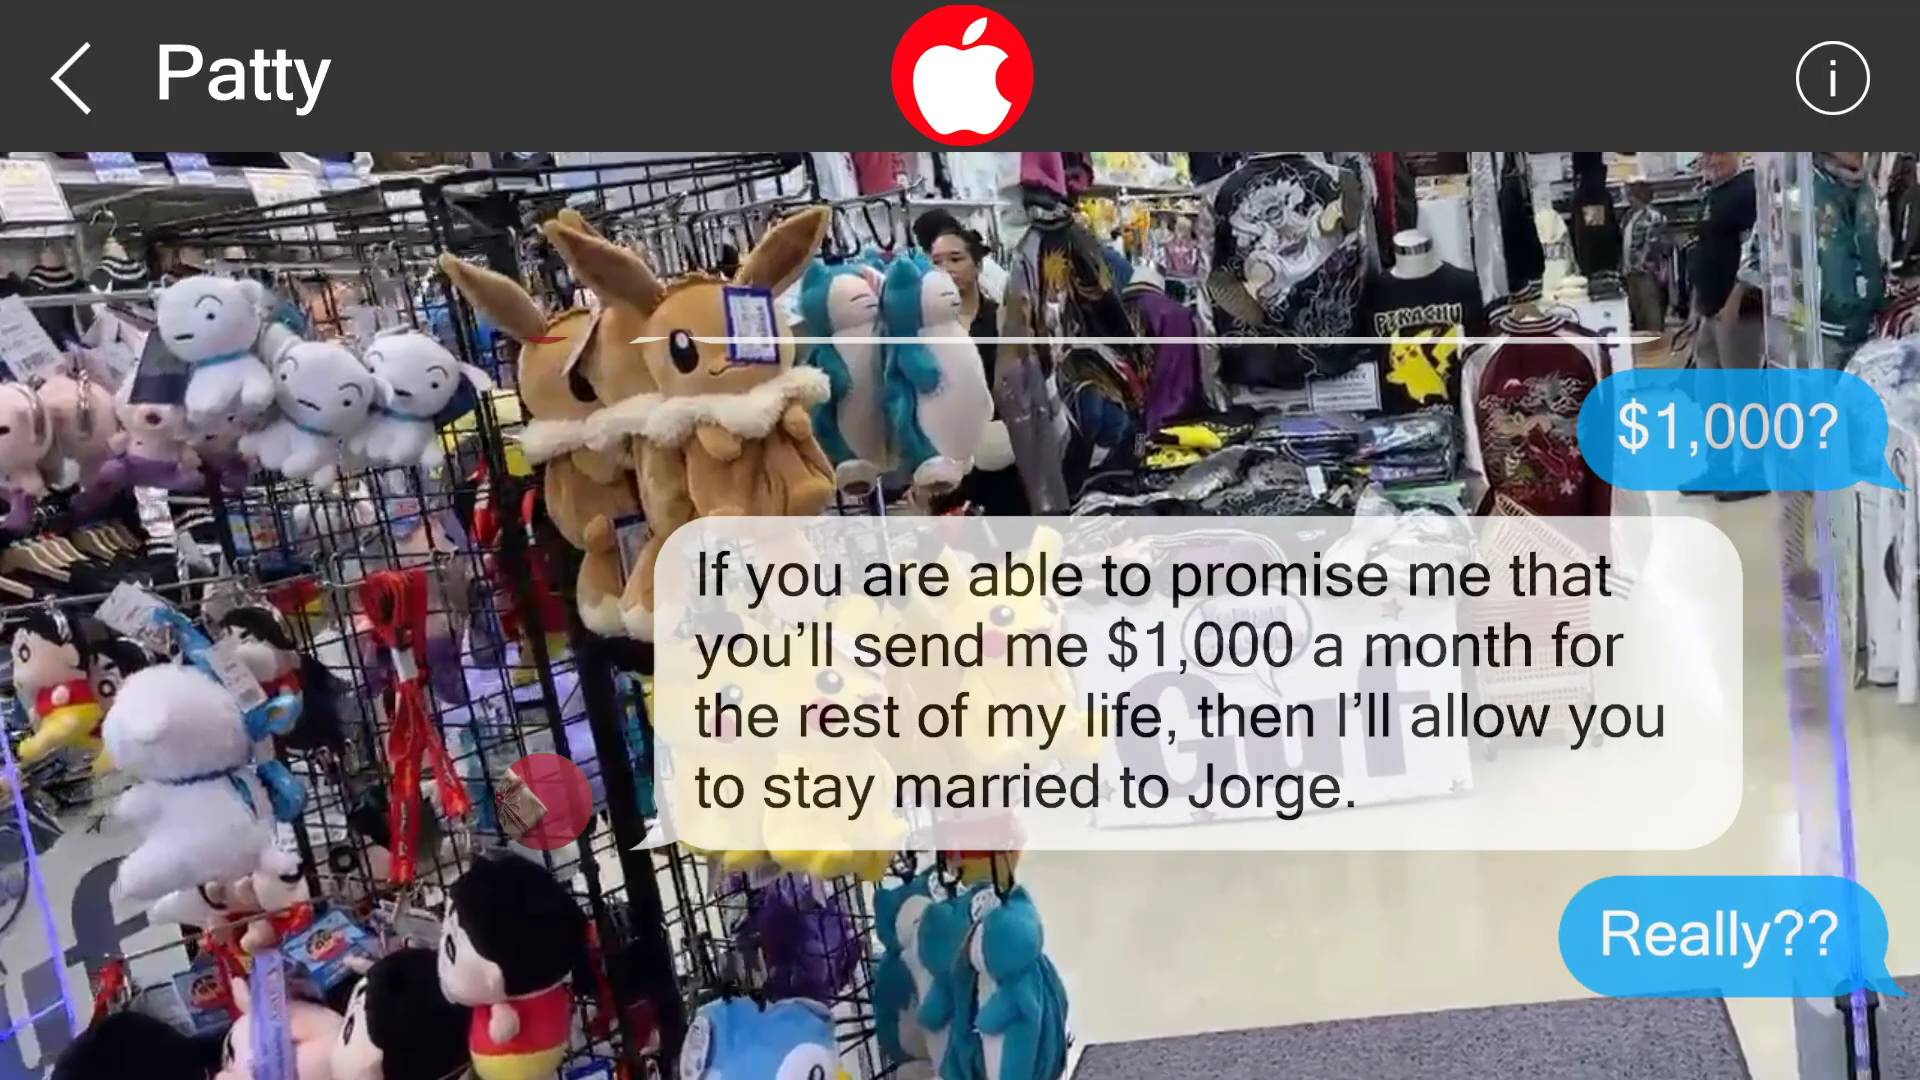 Patty
i
PIKACHU
$1,000?
If you are able to promise me that
you’ll send me $1,000 a month for
the rest of my life, then I’ll allow you
to stay married to Jorge.
Really??